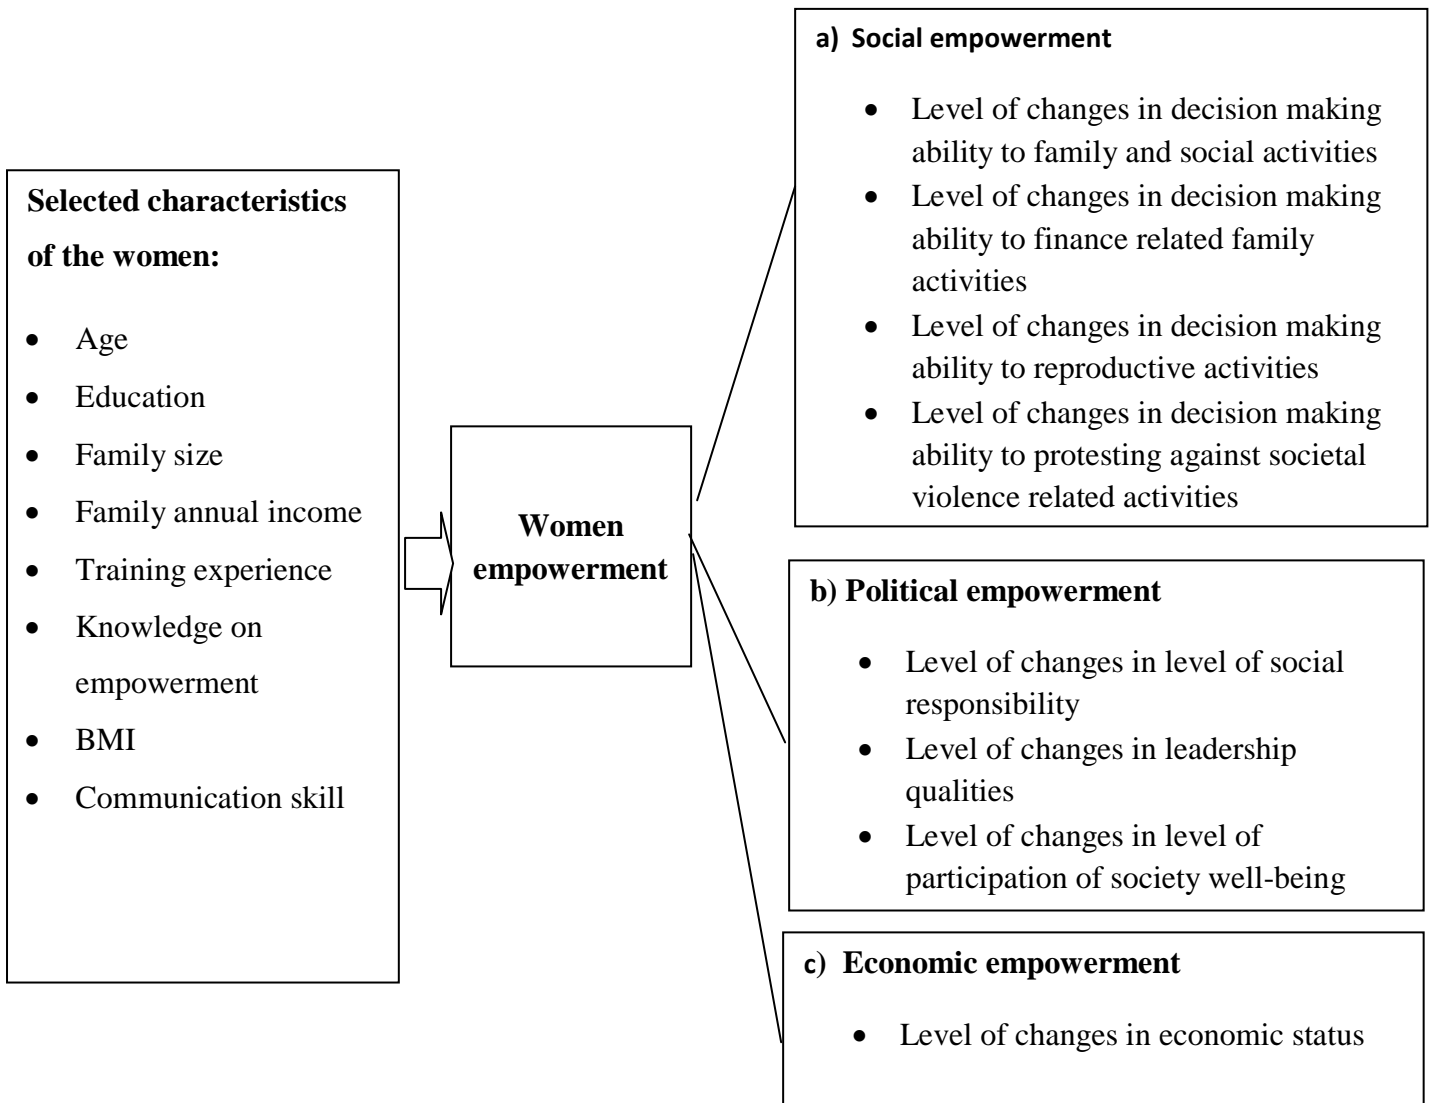 Selected characteristics
of the women:
• Age
• Education
• Family size
• Family annual income
• Training experience
• Knowledge on
empowerment
• BMI
• Communication skill
Women
empowerment
a) Social empowerment
• Level of changes in decision making
ability to family and social activities
• Level of changes in decision making
ability to finance related family
activities
• Level of changes in decision making
ability to reproductive activities
• Level of changes in decision making
ability to protesting against societal
violence related activities
b) Political empowerment
• Level of changes in level of social
responsibility
• Level of changes in leadership
qualities
• Level of changes in level of
participation of society well-being
c) Economic empowerment
• Level of changes in economic status